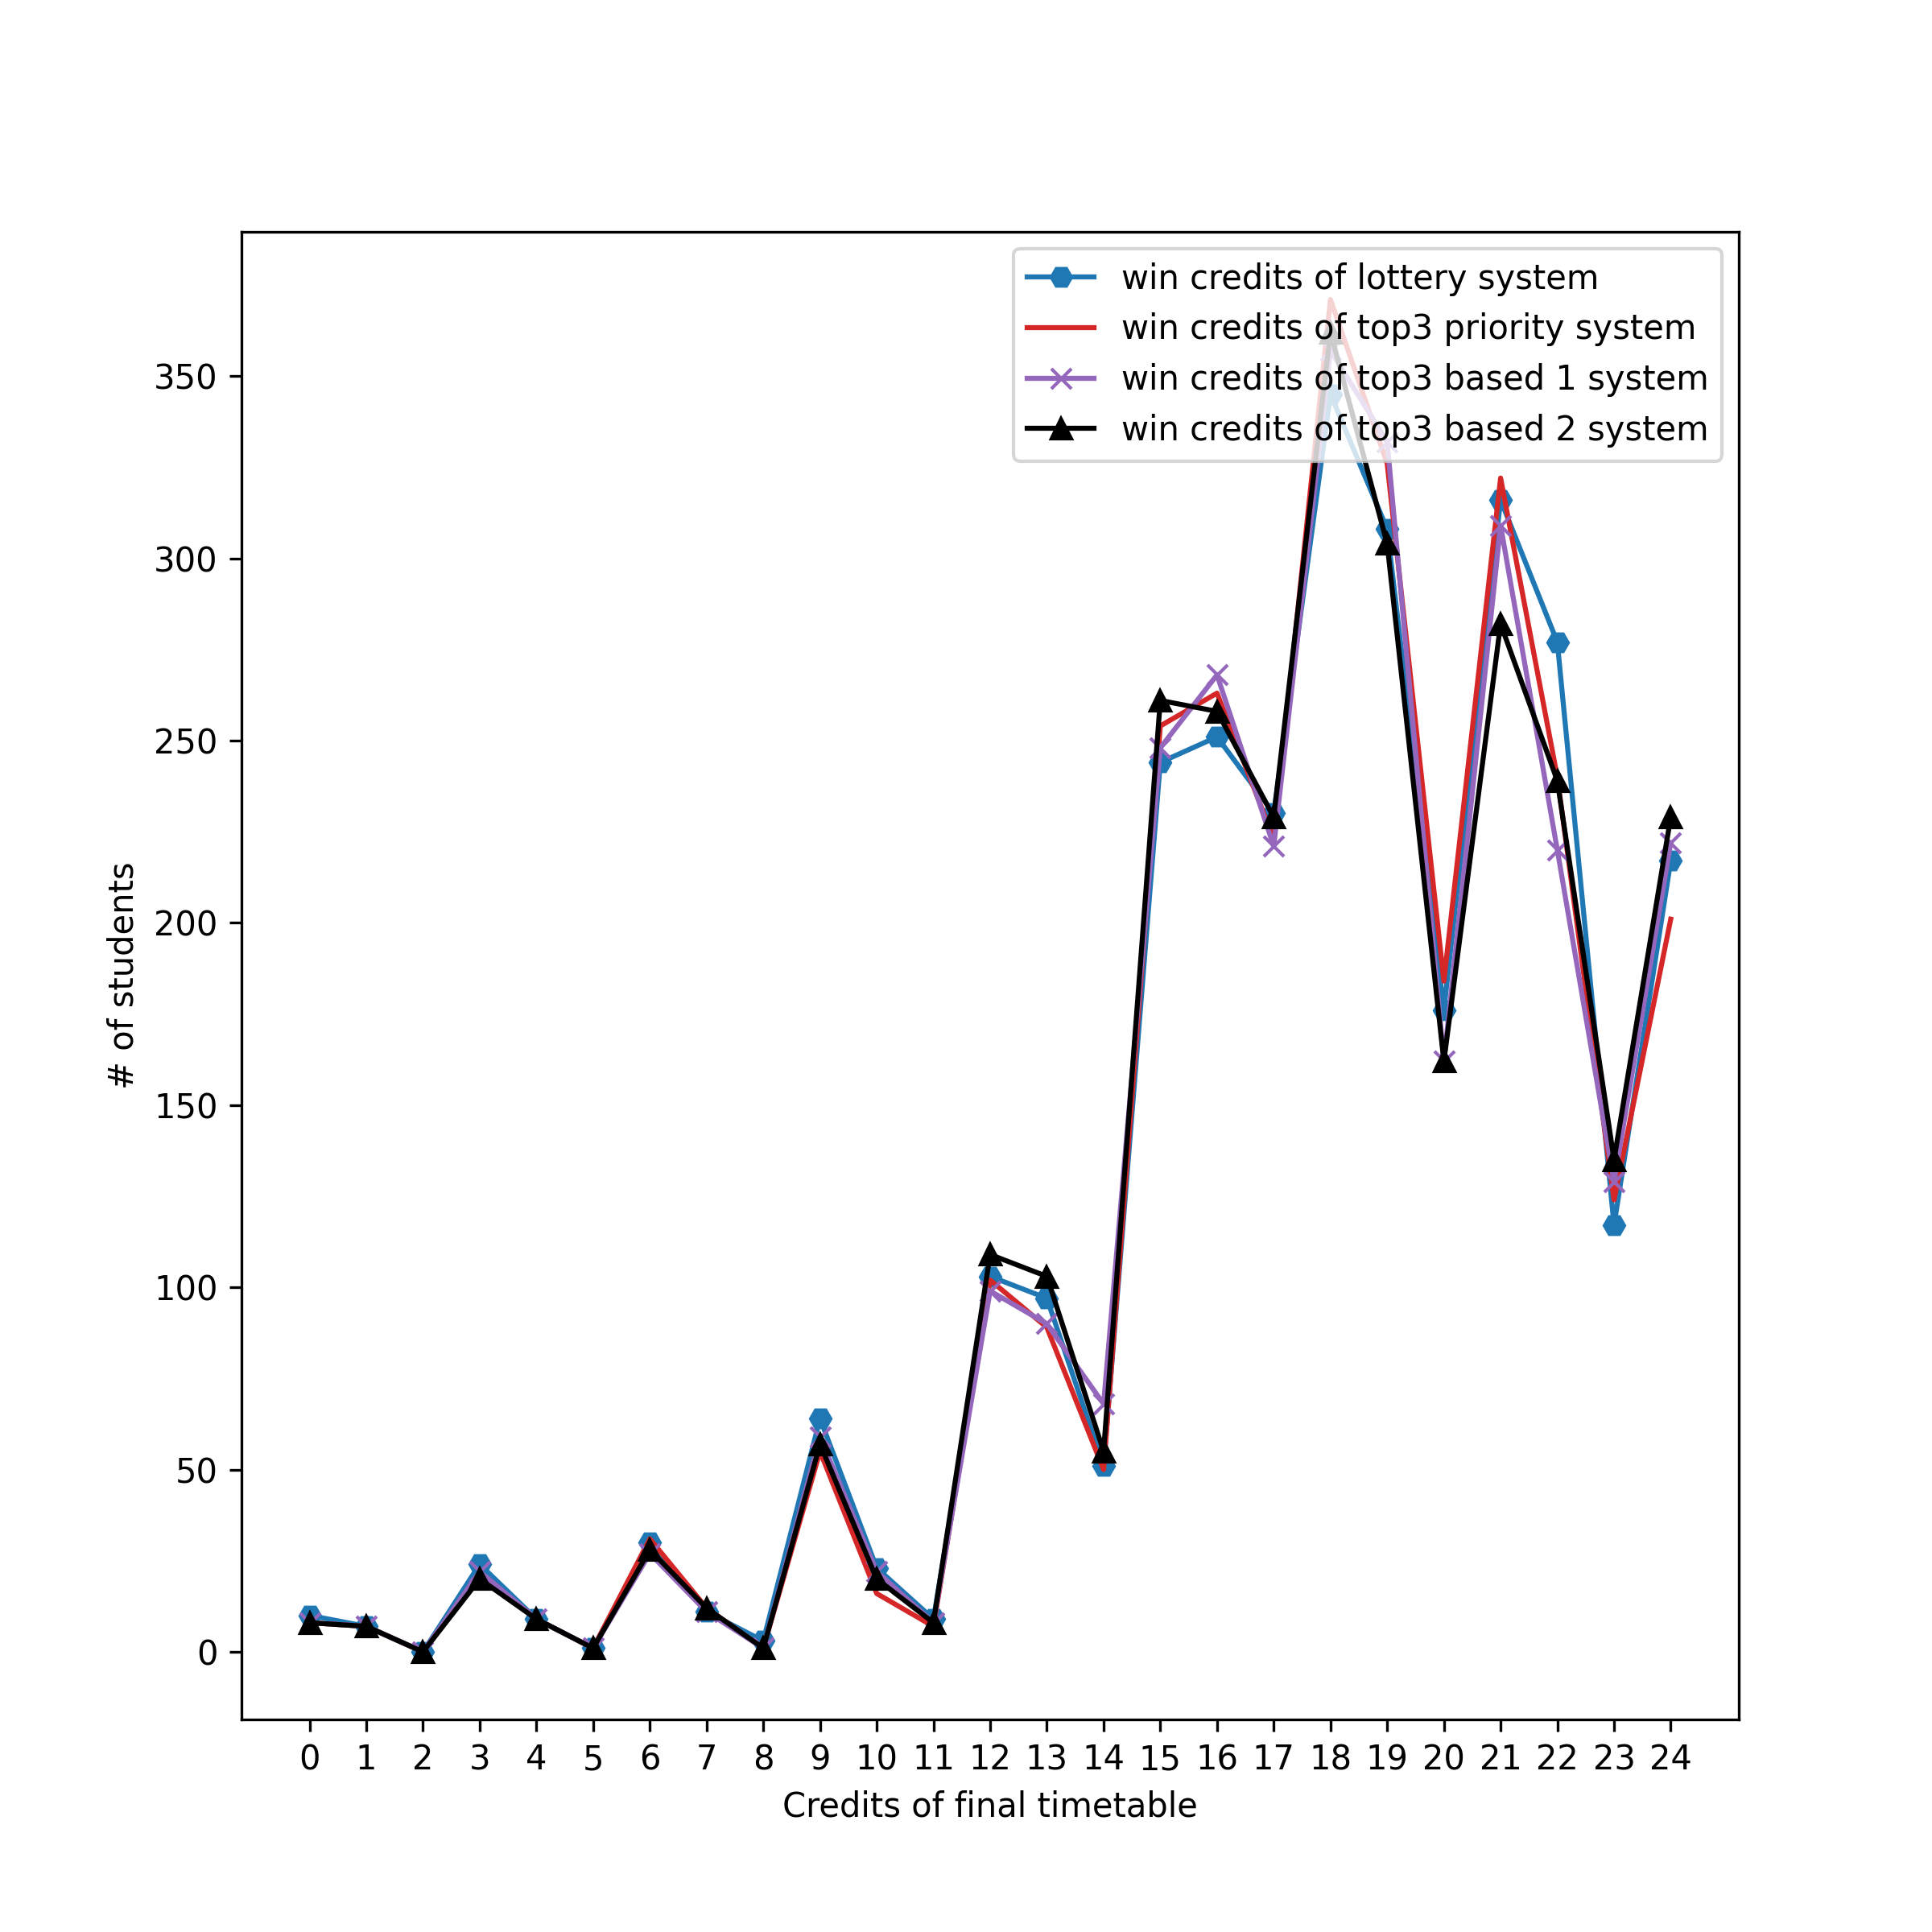 win credits of lottery system
win credits of top3 priority system
win credits of top3 based 1 system
win credits of top3 based 2 system
350
300
250
200
150
100
50
0
# of students
0 1 2 3 4 5 6 7 8 9 10 11 12 13 14 15 16 17 18 19 20 21 22 23 24
Credits of final timetable